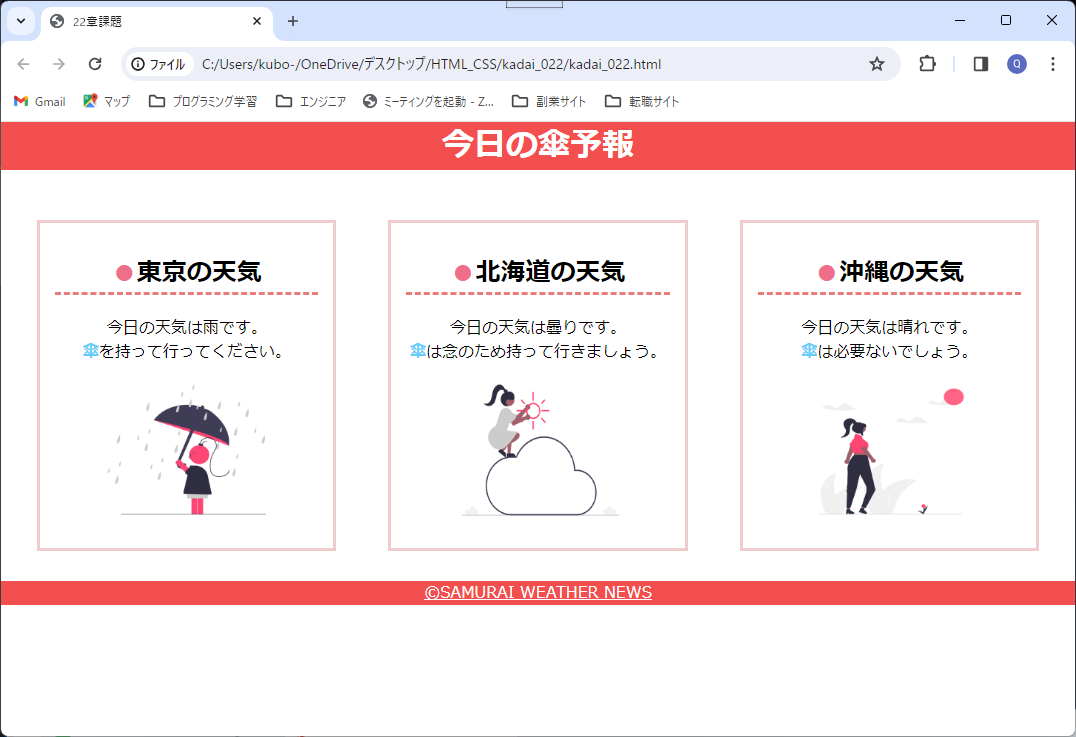 22章課題
ファイル C:/Users/kubo-/OneDrive/デスクトップ/HTML_CSS/kadai_022/kadai_022.html
Q
Gmail マップ プログラミング学習 エンジニア ミーティングを起動 - Z... 副業サイト 転職サイト
今日の傘予報
東京の天気
今日の天気は雨です。
傘を持って行ってください。
北海道の天気
今日の天気は曇りです。
傘は念のため持って行きましょう。
沖縄の天気
今日の天気は晴れです。
傘は必要ないでしょう。
©SAMURAI WEATHER NEWS